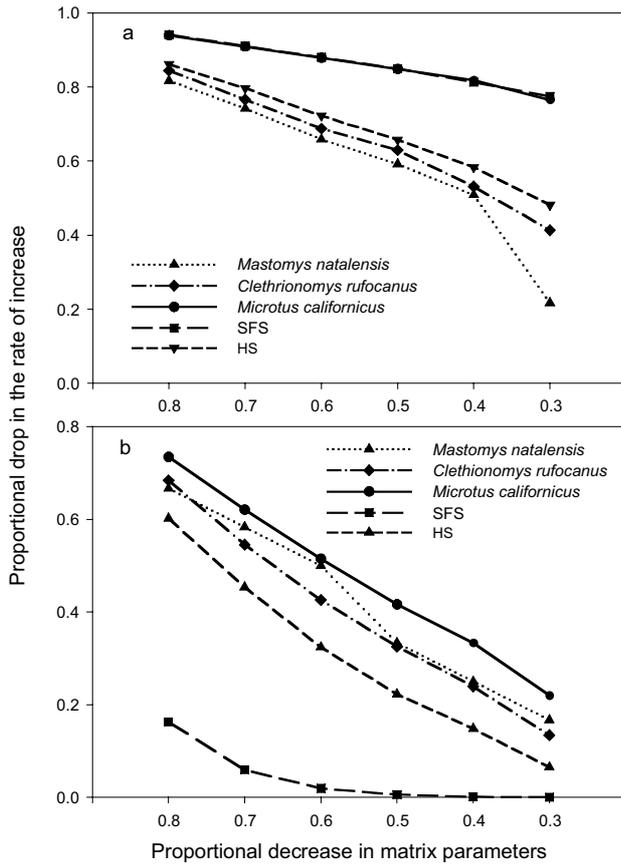 Proportional drop in the rate of increase
1.0
a
0.8
0.6
0.4
Mastomys natalensis
Clethrionomys rufocanus
Microtus californicus
0.2
SFS
HS
0.0
0.8 0.7 0.6 0.5 0.4 0.3
0.8
b
Mastomys natalensis
Clethionomys rufocanus
Microtus californicus
0.6
SFS
HS
0.4
0.2
0.0
0.8 0.7 0.6 0.5 0.4 0.3
Proportional decrease in matrix parameters